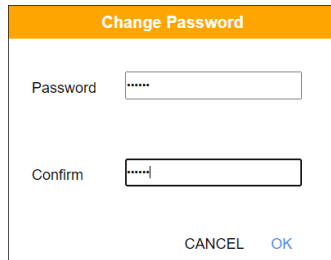 Change Password
Password ••••••
Confirm ••••••
CANCEL OK